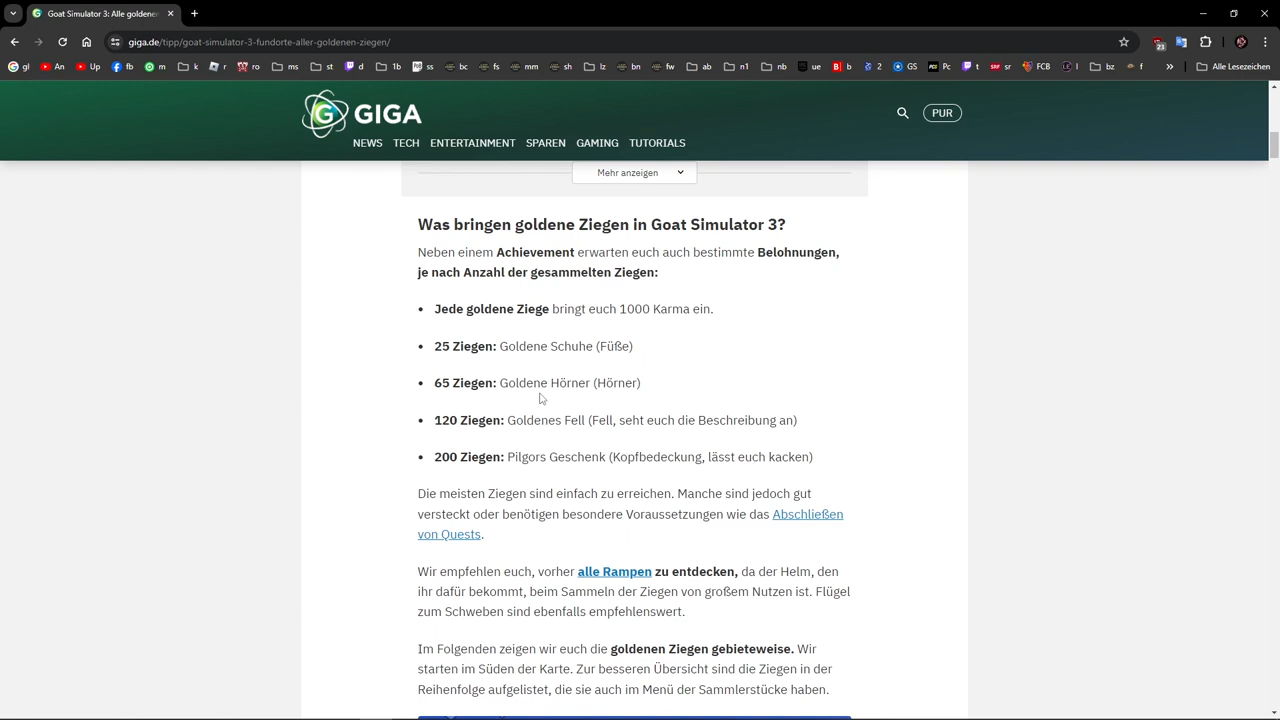 Goat Simulator 3: Alle goldenen
giga.de/tipp/goat-simulator-3-fundorte-aller-goldenen-ziegen/
gl An Up fb m k r ro ms st d 1b ss bc fs mm sh lz bn fw ab n1 nb ue b é 2 GS Pc t sr FCB l bz f » Alle Lesezeichen
GIGA
PUR
NEWS TECH ENTERTAINMENT SPAREN GAMING TUTORIALS
Mehr anzeigen
Was bringen goldene Ziegen in Goat Simulator 3?
Neben einem Achievement erwarten euch auch bestimmte Belohnungen,
je nach Anzahl der gesammelten Ziegen:
• Jede goldene Ziege bringt euch 1000 Karma ein.
• 25 Ziegen: Goldene Schuhe (Füße)
• 65 Ziegen: Goldene Hörner (Hörner)
• 120 Ziegen: Goldenes Fell (Fell, seht euch die Beschreibung an)
• 200 Ziegen: Pilgors Geschenk (Kopfbedeckung, lässt euch kacken)
Die meisten Ziegen sind einfach zu erreichen. Manche sind jedoch gut
versteckt oder benötigen besondere Voraussetzungen wie das Abschließen
von Quests.
Wir empfehlen euch, vorher alle Rampen zu entdecken, da der Helm, den
ihr dafür bekommt, beim Sammeln der Ziegen von großem Nutzen ist. Flügel
zum Schweben sind ebenfalls empfehlenswert.
Im Folgenden zeigen wir euch die goldenen Ziegen gebieteweise. Wir
starten im Süden der Karte. Zur besseren Übersicht sind die Ziegen in der
Reihenfolge aufgelistet, die sie auch im Menü der Sammlerstücke haben.